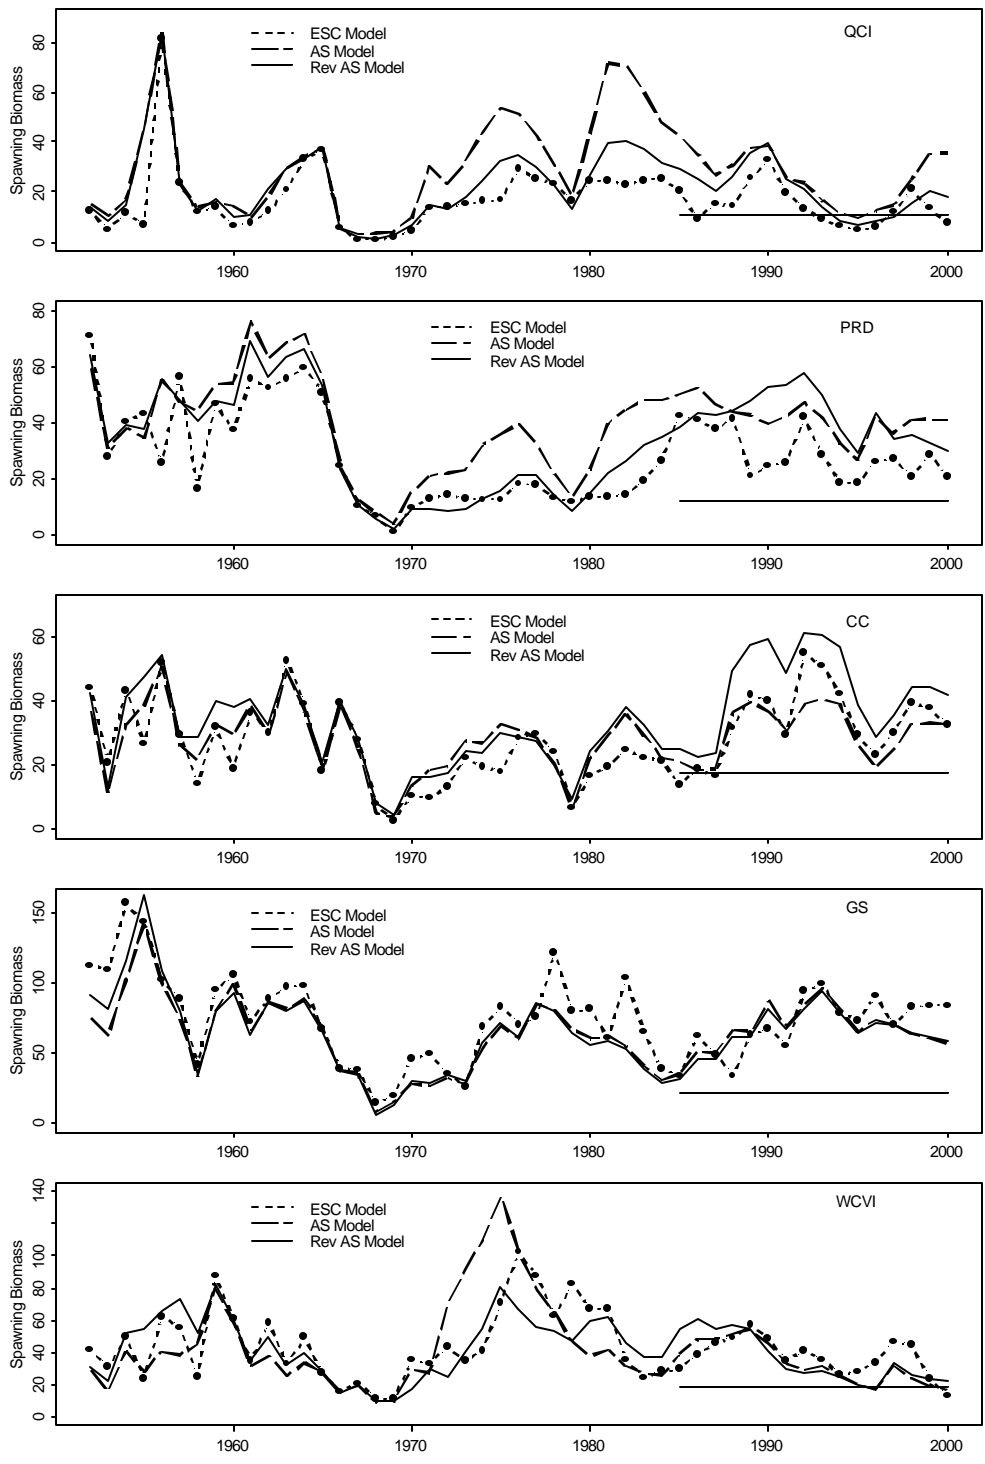 QCI
ESC Model
AS Model
Rev AS Model
Spawning Biomass
80
60
40
20
0
1960 1970 1980 1990 2000
PRD
ESC Model
AS Model
Rev AS Model
Spawning Biomass
80
60
40
20
0
1960 1970 1980 1990 2000
CC
ESC Model
AS Model
Rev AS Model
Spawning Biomass
60
40
20
0
1960 1970 1980 1990 2000
GS
ESC Model
AS Model
Rev AS Model
Spawning Biomass
150
100
50
0
1960 1970 1980 1990 2000
WCVI
ESC Model
AS Model
Rev AS Model
Spawning Biomass
140
100
80
60
40
20
0
1960 1970 1980 1990 2000